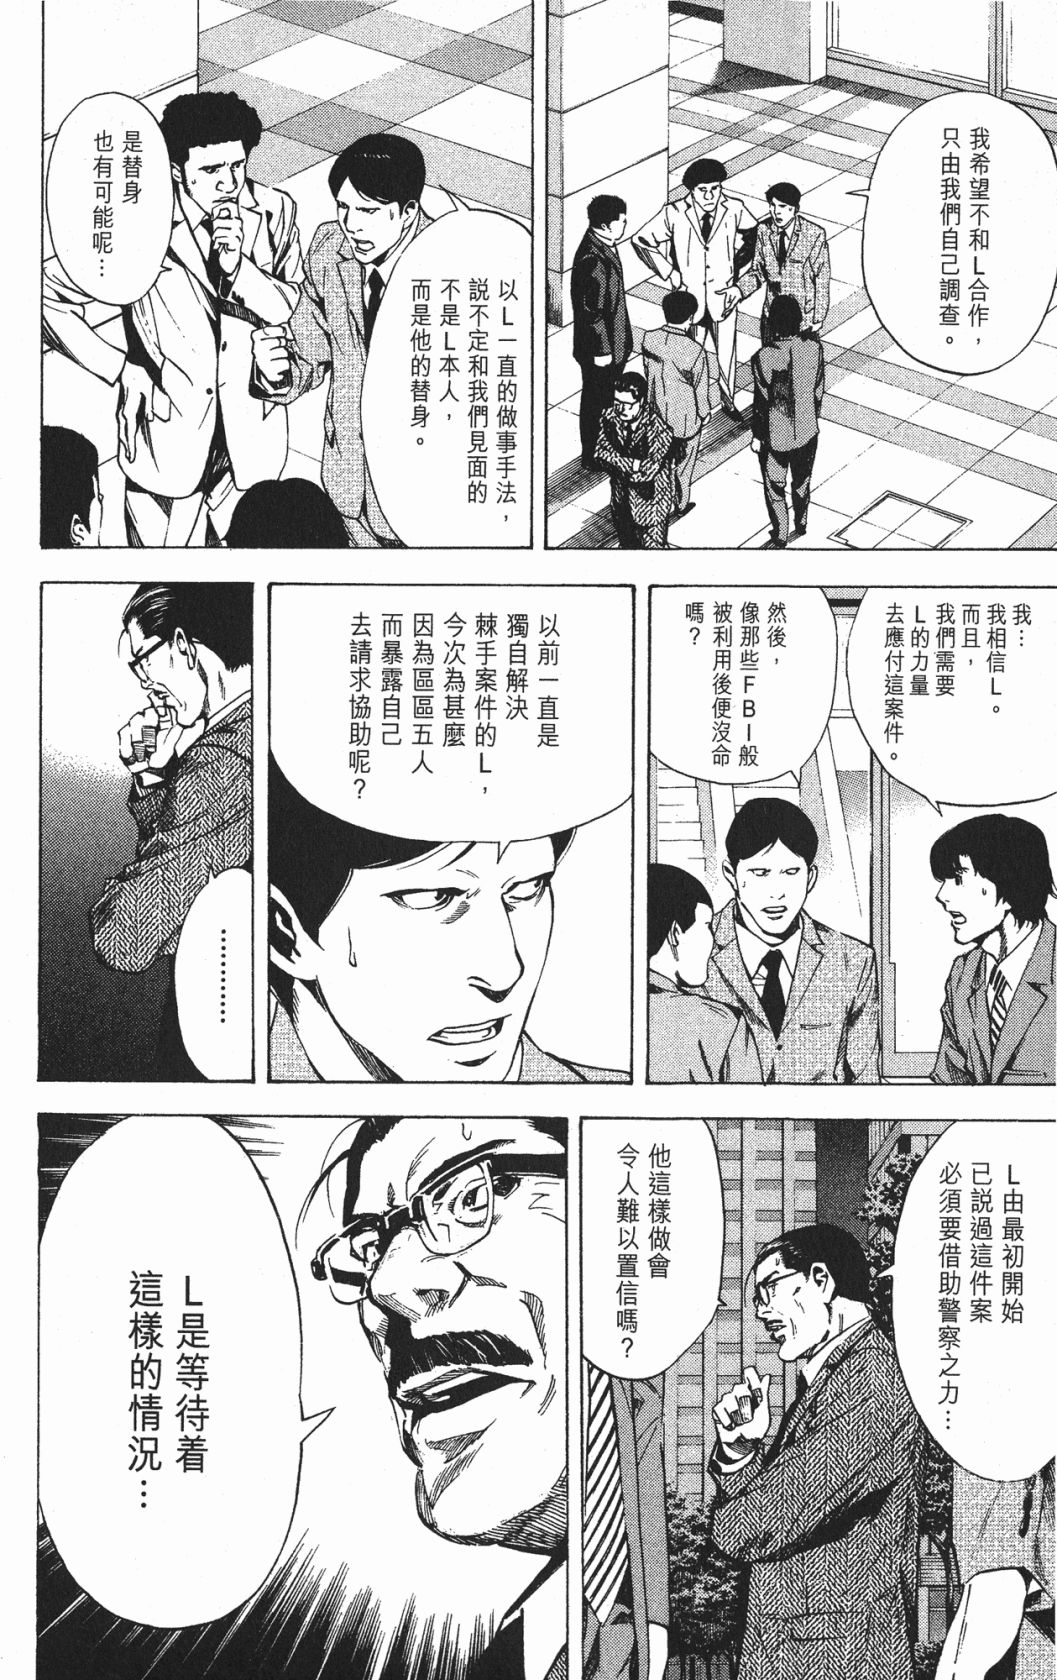 我希望不和L合作，
只由我們自己調查。
以L一直的做事手法，
説不定和我們見面的
不是L本人，
而是他的替身。
是替身
也有可能呢…
我…
我相信L。
而且，
我們需要
L的力量
去應付這案件。
然後，
像那些FBI般
被利用後便沒命
嗎？
以前一直是
獨自解決
棘手案件的L，
今次為甚麼
因為區區五人
而暴露自己
去請求協助呢？
…………
L由最初開始
已説過這件案
必須要借助警察之力…
他這樣做會
令人難以置信嗎？
L是等待着
這樣的情況…